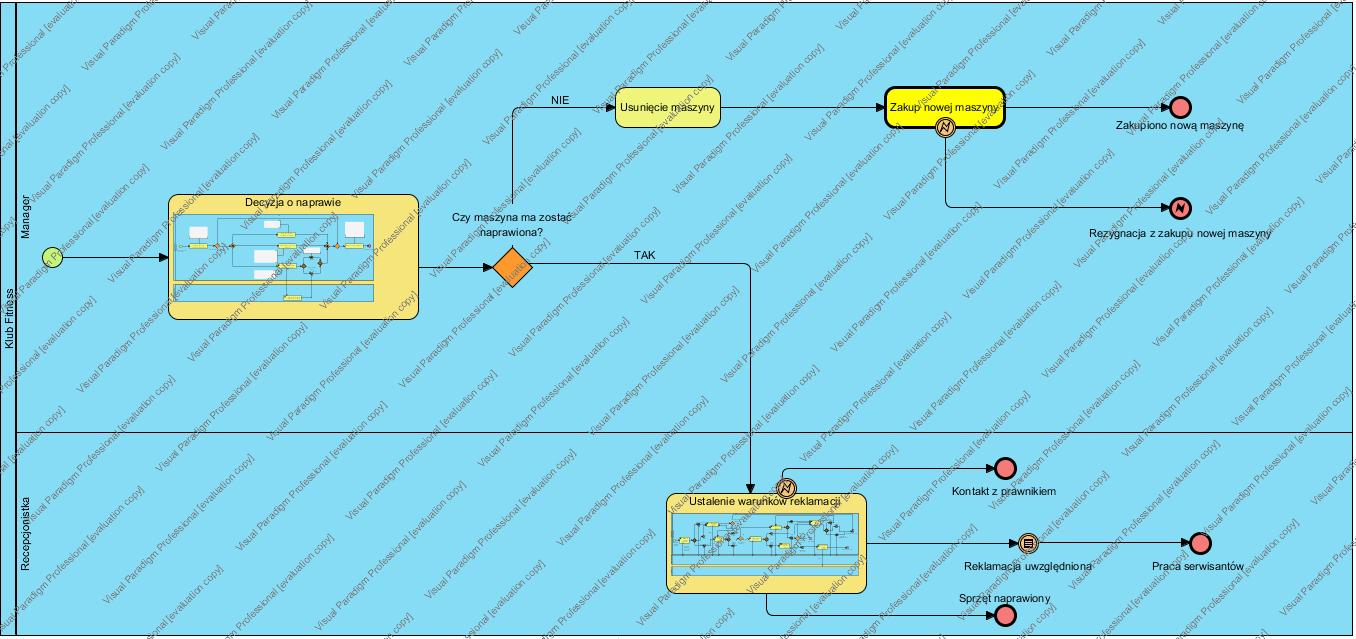 Klub Fitness
Manager
Recepcjonistka
Decyzja o naprawie
Czy maszyna ma zostać
naprawiona?
NIE
TAK
Usunięcie maszyny
Zakup nowej maszyny
Zakupiono nową maszynę
Rezygnacja z zakupu nowej maszyny
Ustalenie warunków reklamacji
Kontakt z prawnikiem
Reklamacja uwzględniona
Praca serwisantów
Sprzęt naprawiony
Visual Paradigm Professional [evaluation copy]